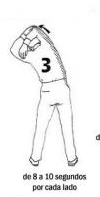 3
de 8 a 10 segundos
por cada lado